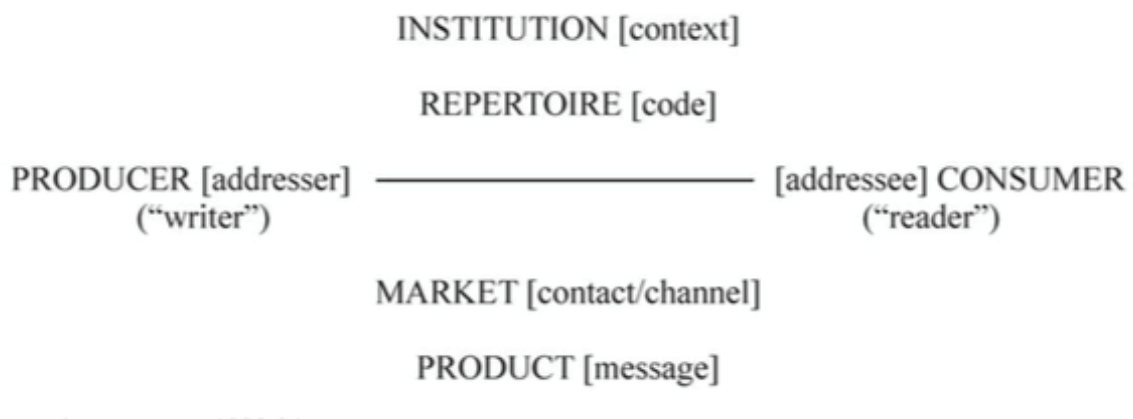 INSTITUTION [context]
REPERTOIRE [code]
PRODUCER [addresser] [addressee] CONSUMER
(“writer”) (“reader”)
MARKET [contact/channel]
PRODUCT [message]